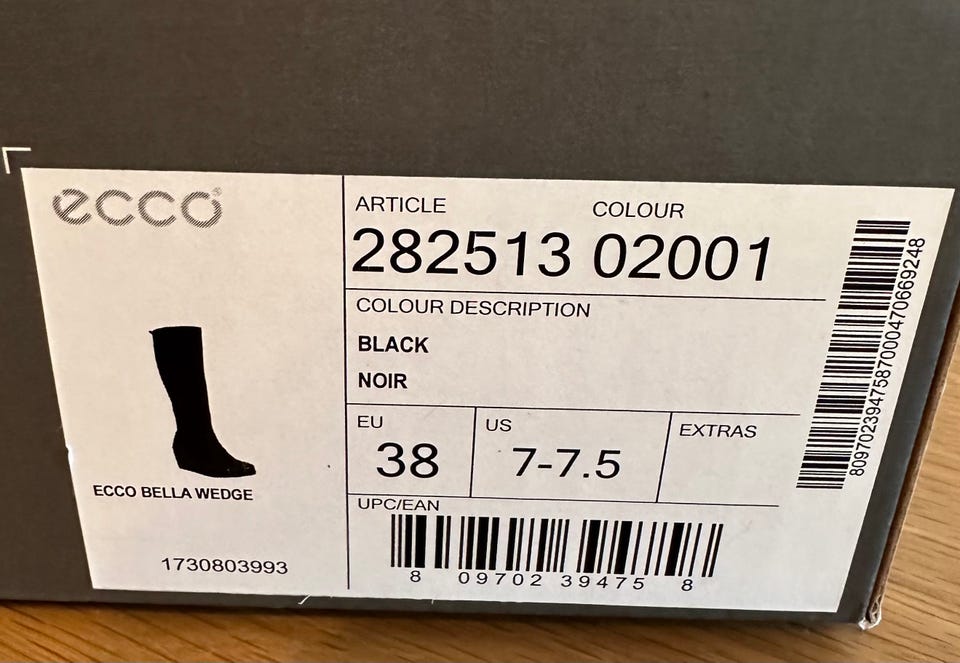 ecco®
ECCO BELLA WEDGE
1730803993
ARTICLE COLOUR
282513 02001
COLOUR DESCRIPTION
BLACK
NOIR
EU US EXTRAS
38 7-7.5
UPC/EAN
8 09702 39475 8
8097023947587000470669248